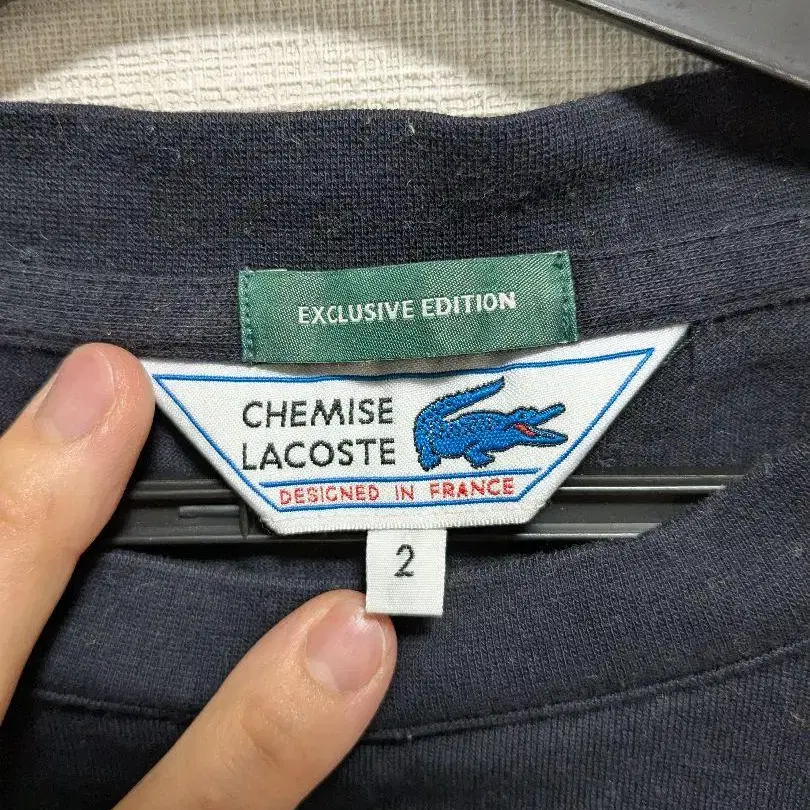 EXCLUSIVE EDITION
CHEMISE
LACOSTE
DESIGNED IN FRANCE
2